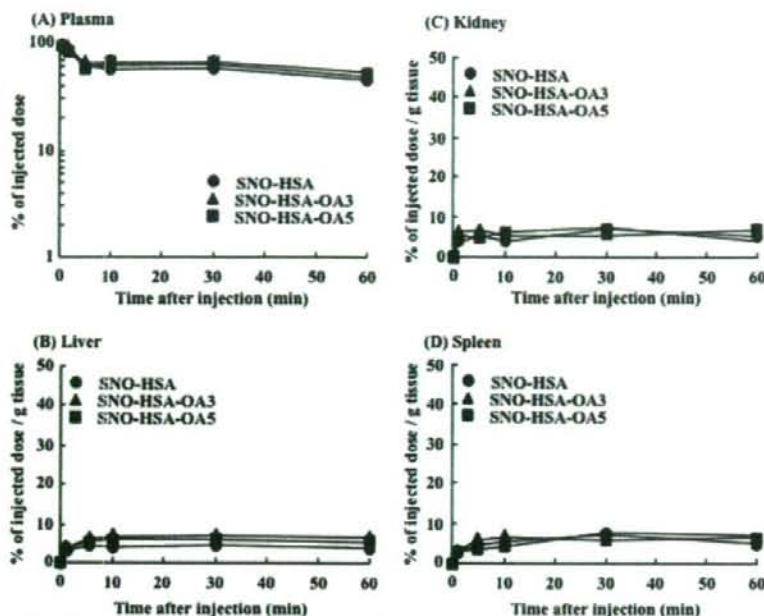 (A) Plasma
% of injected dose
100
10
1
SNO-HSA
SNO-HSA-OA3
SNO-HSA-OA5
0 10 20 30 40 50 60
Time after injection (min)
(B) Liver
% of injected dose / g tissue
50
40
30
20
10
0
SNO-HSA
SNO-HSA-OA3
SNO-HSA-OA5
0 10 20 30 40 50 60
Time after injection (min)
(C) Kidney
% of injected dose / g tissue
50
40
30
20
10
0
SNO-HSA
SNO-HSA-OA3
SNO-HSA-OA5
0 10 20 30 40 50 60
Time after injection (min)
(D) Spleen
% of injected dose / g tissue
50
40
30
20
10
0
SNO-HSA
SNO-HSA-OA3
SNO-HSA-OA5
0 10 20 30 40 50 60
Time after injection (min)